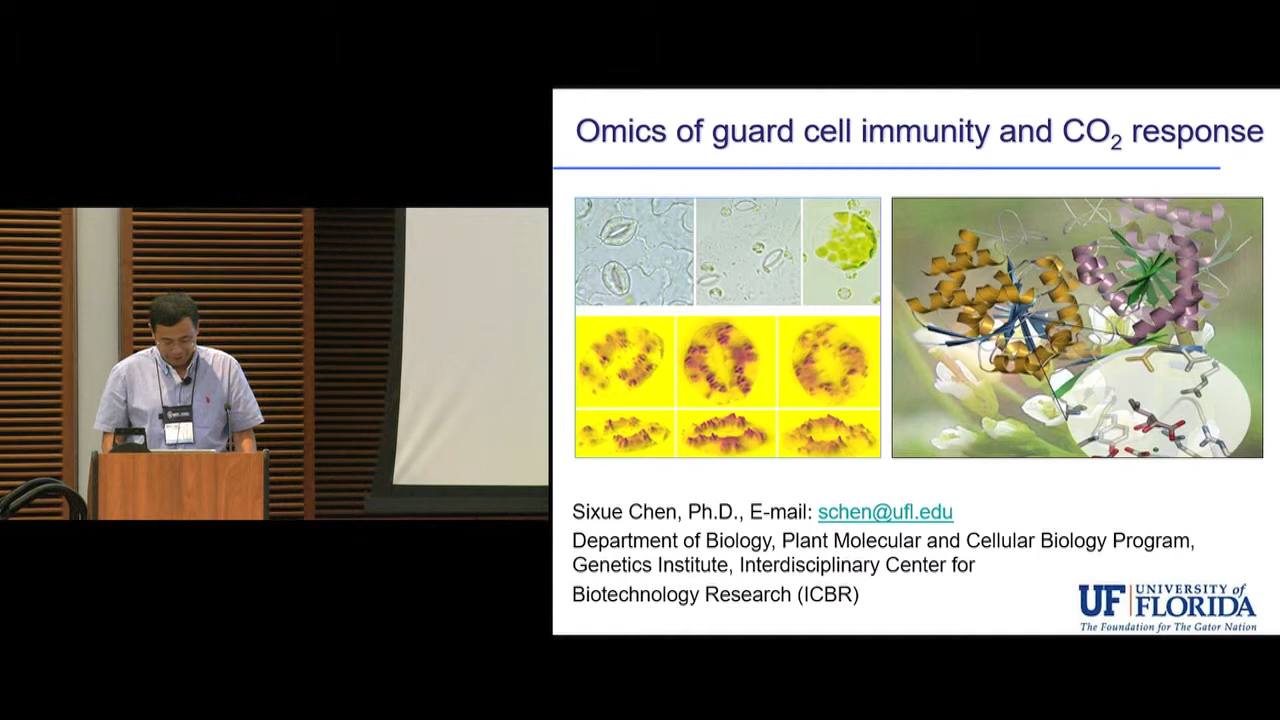 Omics of guard cell immunity and CO₂ response
Sixue Chen, Ph.D., E-mail: schen@ufl.edu
Department of Biology, Plant Molecular and Cellular Biology Program,
Genetics Institute, Interdisciplinary Center for
Biotechnology Research (ICBR)
UF UNIVERSITY of
FLORIDA
The Foundation for The Gator Nation